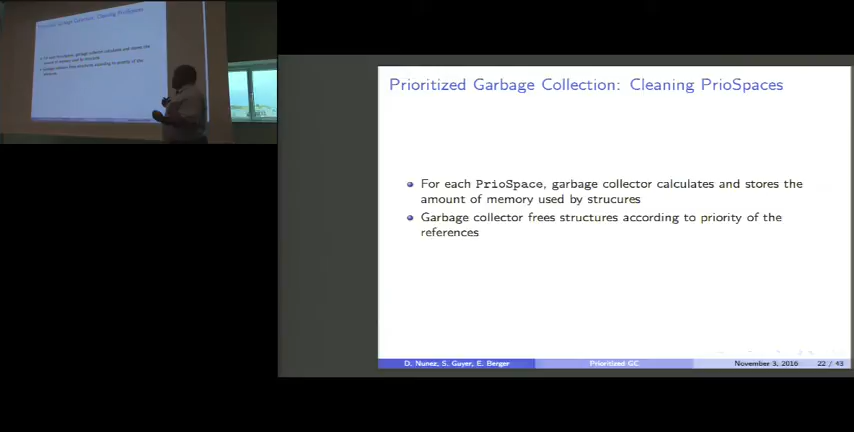 Prioritized Garbage Collection: Cleaning PrioSpaces
For each PrioSpace, garbage collector calculates and stores the
amount of memory used by strucures
Garbage collector frees structures according to priority of the
references
D. Nunez, S. Guyer, E. Berger
Prioritized GC
November 3, 2016
22 / 43